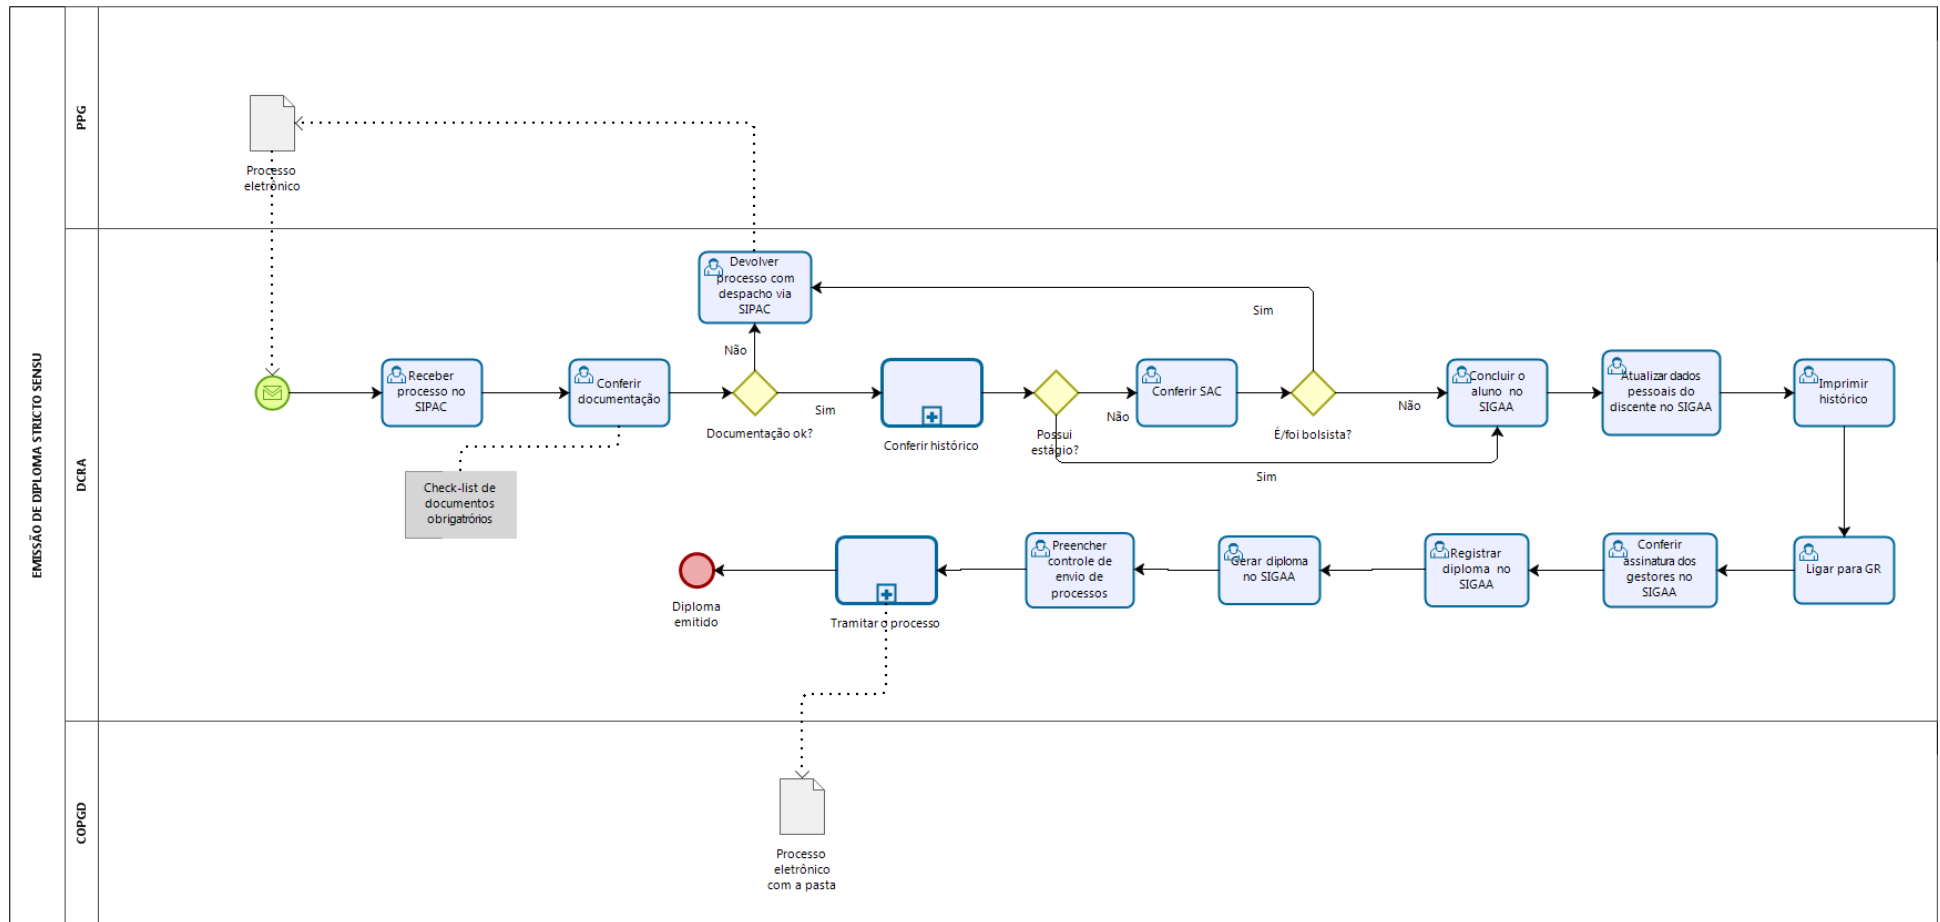 EMISSÃO DE DIPLOMA STRICTO SENSU
PPG
Processo
eletrônico
DCRA
Devolver
processo com
despacho via
SIPAC
Sim
Não
Receber
processo no
SIPAC
Conferir
documentação
Sim
Documentação ok?
Conferir histórico
Possui
estágio?
Não
Conferir SAC
É/foi bolsista?
Não
Sim
Concluir o
aluno no
SIGAA
Atualizar dados
pessoais do
discente no SIGAA
Imprimir
histórico
Check-list de
documentos
obrigatrórios
Diploma
emitido
Tramitar o processo
Preencher
controle de
envio de
processos
Gerar diploma
no SIGAA
Registrar
diploma no
SIGAA
Conferir
assinatura dos
gestores no
SIGAA
Ligar para GR
COPGD
Processo
eletrônico
com a pasta